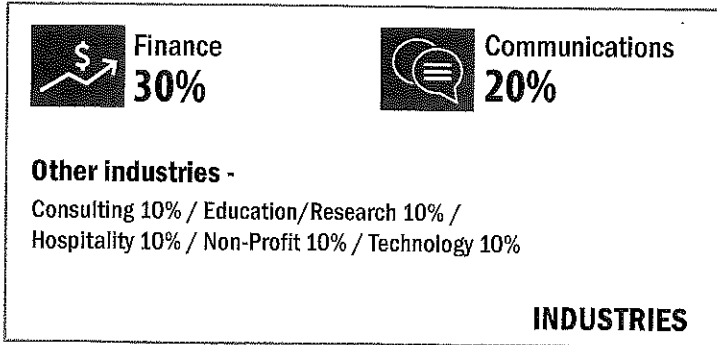 Finance
30%
Communications
20%
Other industries -
Consulting 10% / Education/Research 10% /
Hospitality 10% / Non-Profit 10% / Technology 10%
INDUSTRIES